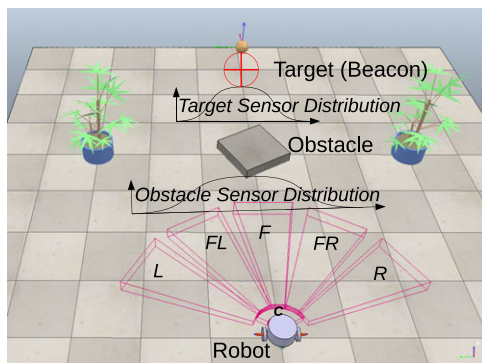 Target (Beacon)
Target Sensor Distribution
Obstacle
Obstacle Sensor Distribution
F
FL
FR
L
R
C
Robot